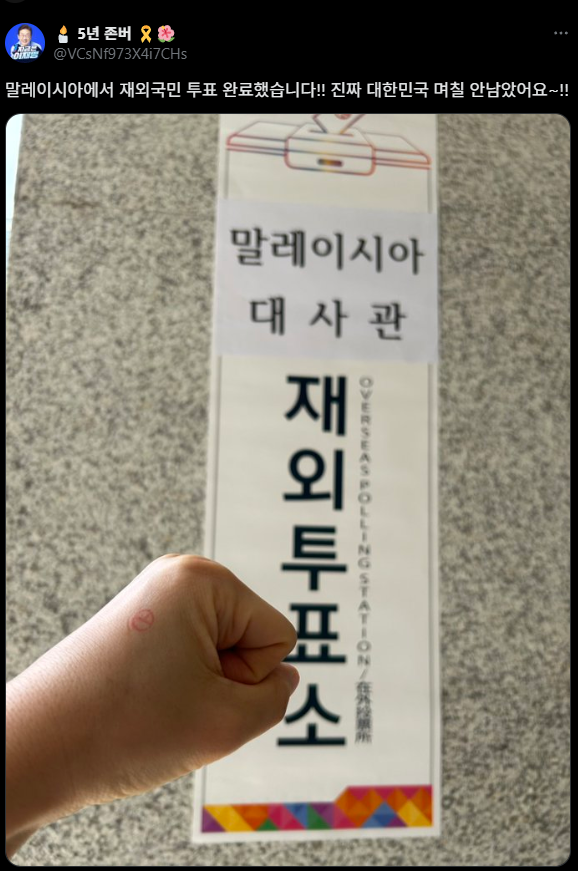 5년 존버
@VCsNf973X4i7CHs
말레이시아에서 재외국민 투표 완료했습니다!! 진짜 대한민국 며칠 안남았어요~!!
말레이시아
대 사 관
재외투표소
OVERSEAS POLLING STATION / 在外投票所